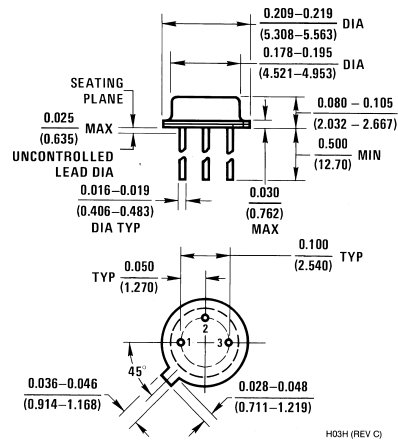 0.209–0.219
(5.308–5.563)
DIA
0.178–0.195
(4.521–4.953)
DIA
SEATING
PLANE
0.025
(0.635)
MAX
UNCONTROLLED
LEAD DIA
0.080 – 0.105
(2.032 – 2.667)
0.500
(12.70)
MIN
0.016–0.019
(0.406–0.483)
DIA TYP
0.030
(0.762)
MAX
0.100
(2.540)
TYP
TYP
0.050
(1.270)
2
1
3
45°
0.036–0.046
(0.914–1.168)
0.028–0.048
(0.711–1.219)
H03H (REV C)